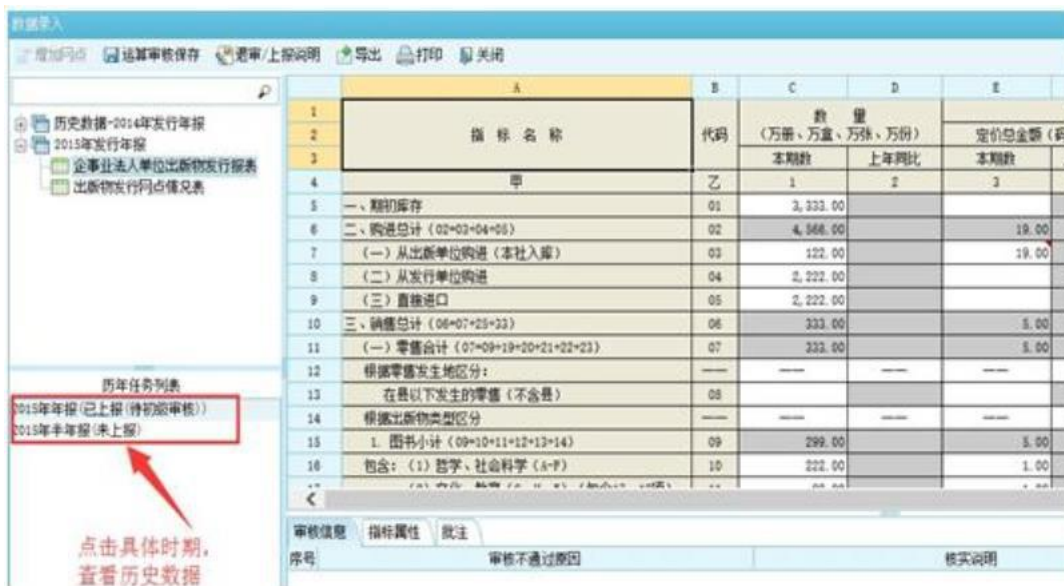 数据录入
增加网点 运算审核保存 退审/上报说明 导出 打印 关闭
历史数据-2014年发行年报
2015年发行年报
企事业法人单位出版物发行报表
出版物发行网点情况表
历年任务列表
2015年年报(已上报(待初级审核))
2015年半年报(未上报)
点击具体时期,
查看历史数据
A B C D E
1
2 指 标 名 称 代码 数 量 (万册、万盒、万张、万份) 定价总金额
3 本期数 上年同比 本期数
4 甲 乙 1 2 3
5 一、期初库存 01 3,333.00
6 二、购进总计(02=03+04+05) 02 4,566.00 19.00
7 (一)从出版单位购进(本社入库) 03 122.00 19.00
8 (二)从发行单位购进 04 2,222.00
9 (三)直接进口 05 2,222.00
10 三、销售总计(06=07+25+33) 06 333.00 5.00
11 (一)零售合计(07=09+19+20+21+22+23) 07 333.00 5.00
12 根据零售发生地区分: —— —— —— ——
13 在县以下发生的零售(不含县) 08
14 根据出版物类型区分 —— —— —— ——
15 1. 图书小计(09=10+11+12+13+14) 09 299.00 5.00
16 包含:(1)哲学、社会科学(A-F) 10 222.00 1.00
审核信息 指标属性 批注
序号 审核不通过原因 核实说明